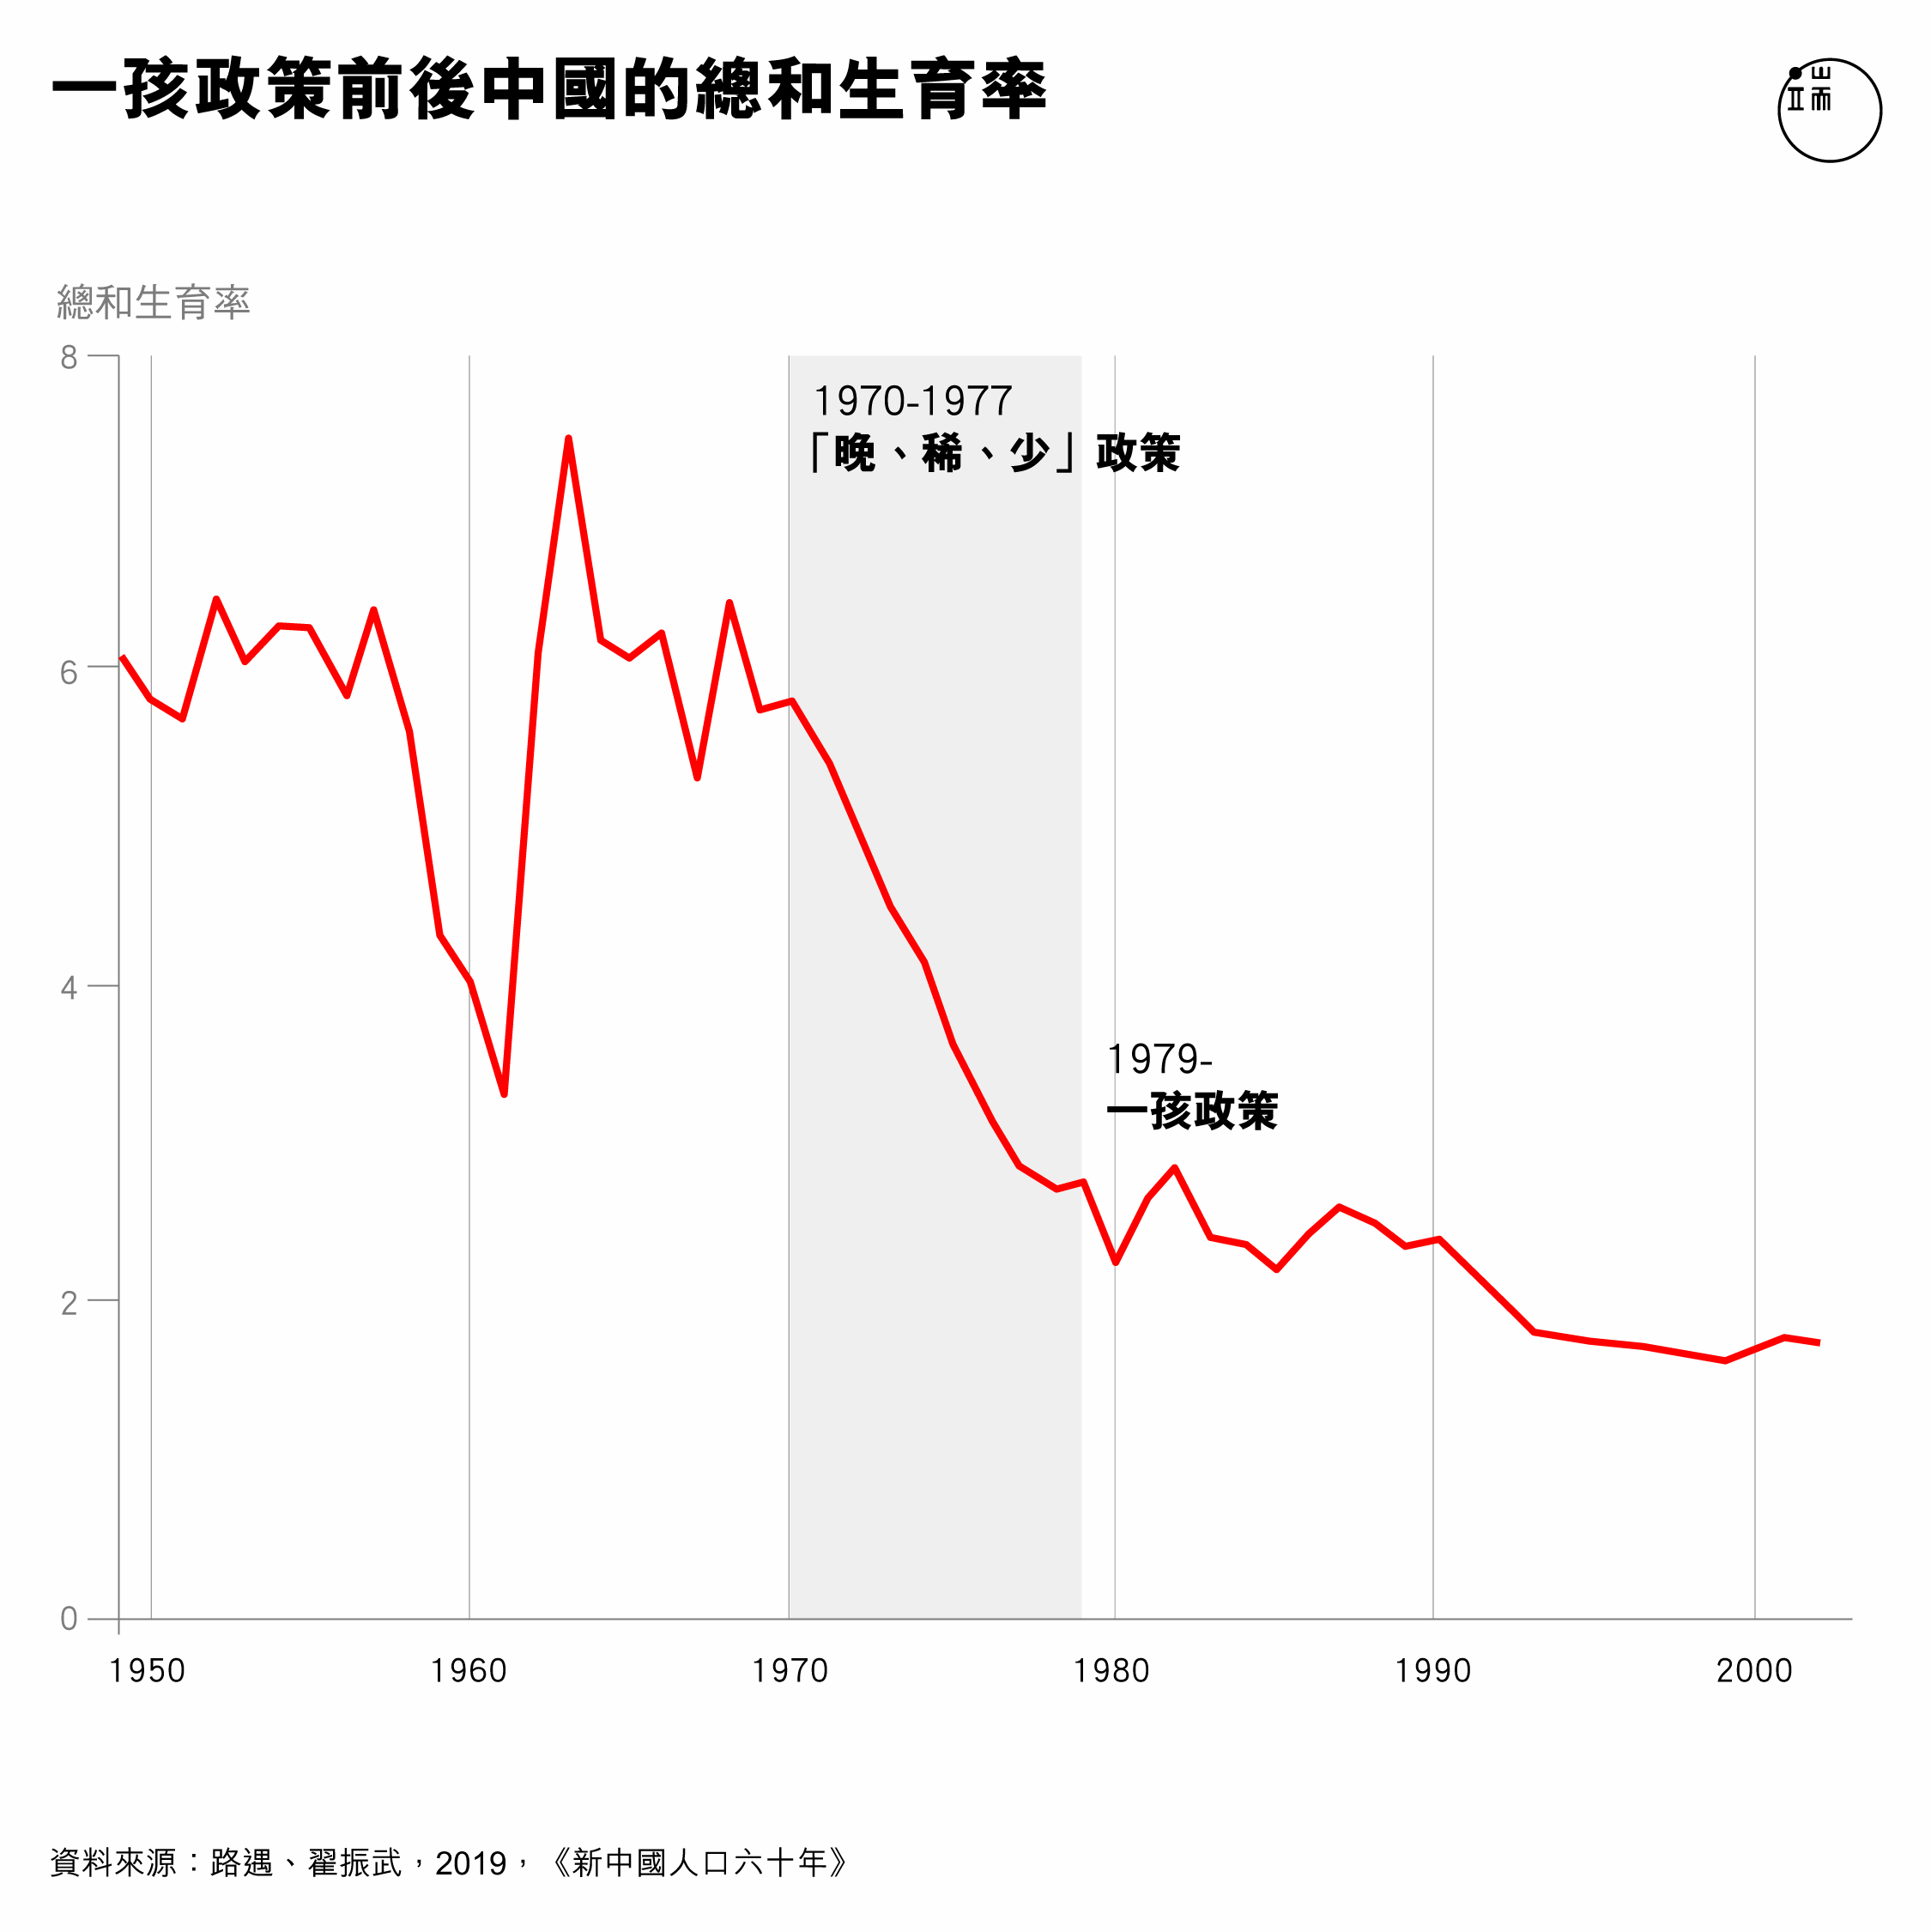 一孩政策前後中國的總和生育率
端
亞
總和生育率
8
6
4
2
0
1970-1977
「晚、稀、少」政策
1979-
一孩政策
1950
1960
1970
1980
1990
2000
資料來源：路遇、翟振武，2019，《新中國人口六十年》